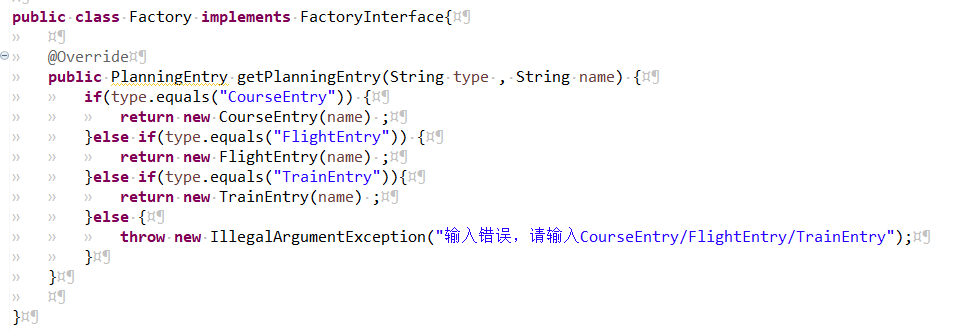 public class Factory implements FactoryInterface{
@Override
public PlanningEntry getPlanningEntry(String type , String name) {
if(type.equals("CourseEntry")) {
return new CourseEntry(name) ;
}else if(type.equals("FlightEntry")) {
return new FlightEntry(name) ;
}else if(type.equals("TrainEntry")){
return new TrainEntry(name) ;
}else {
throw new IllegalArgumentException("输入错误，请输入CourseEntry/FlightEntry/TrainEntry");
}
}
}